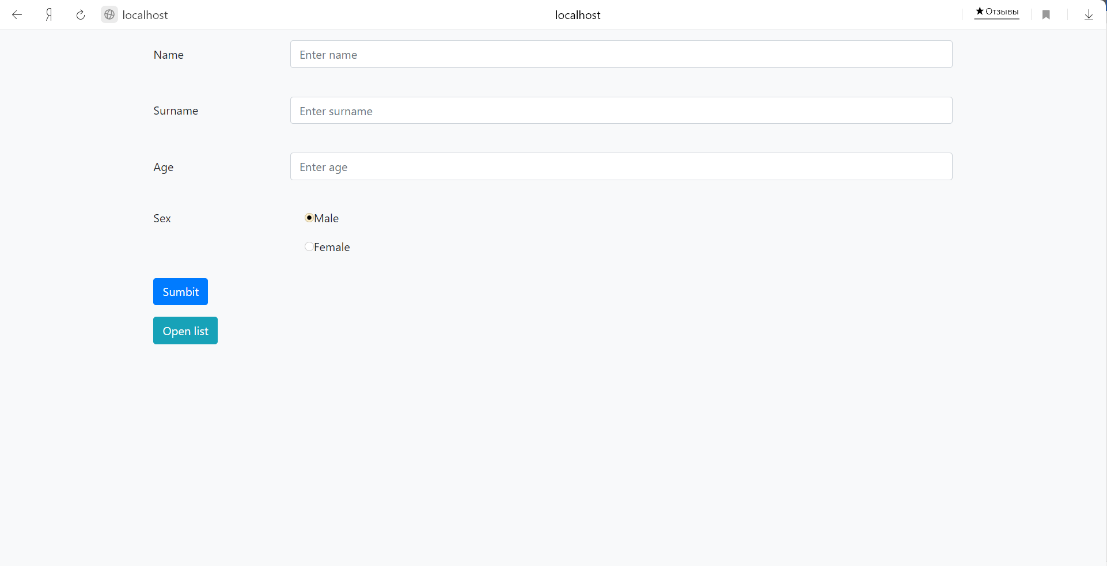 Я localhost localhost ★ Отзывы
Name Enter name
Surname Enter surname
Age Enter age
Sex Male
Female
Sumbit
Open list